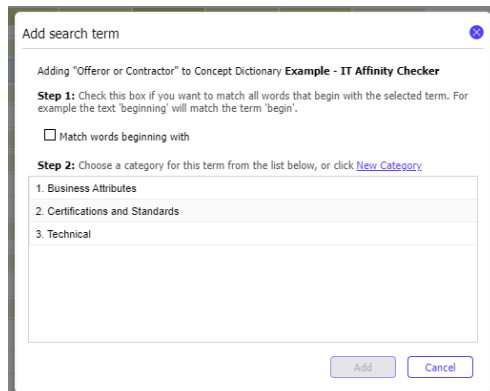 Add search term
Adding "Offeror or Contractor" to Concept Dictionary Example - IT Affinity Checker
Step 1: Check this box if you want to match all words that begin with the selected term. For
example the text 'beginning' will match the term 'begin'.
Match words beginning with
Step 2: Choose a category for this term from the list below, or click New Category
1. Business Attributes
2. Certifications and Standards
3. Technical
Add Cancel